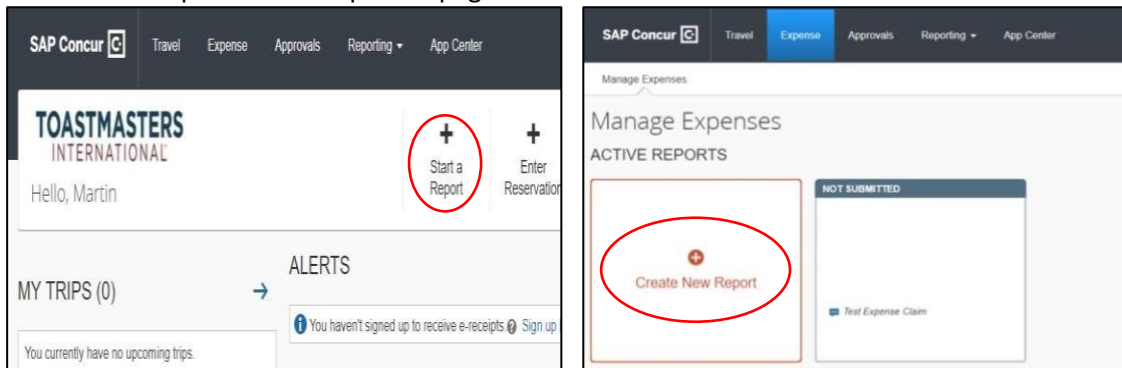 SAP Concur C Travel Expense Approvals Reporting App Center
TOASTMASTERS
INTERNATIONAL
Hello, Martin
+ Start a Report
+ Enter Reservation
MY TRIPS (0) →
You currently have no upcoming trips.
ALERTS
You haven't signed up to receive e-receipts Sign up
SAP Concur C Travel Expense Approvals Reporting App Center
Manage Expenses
Manage Expenses
ACTIVE REPORTS
Create New Report
NOT SUBMITTED
Test Expense Claim